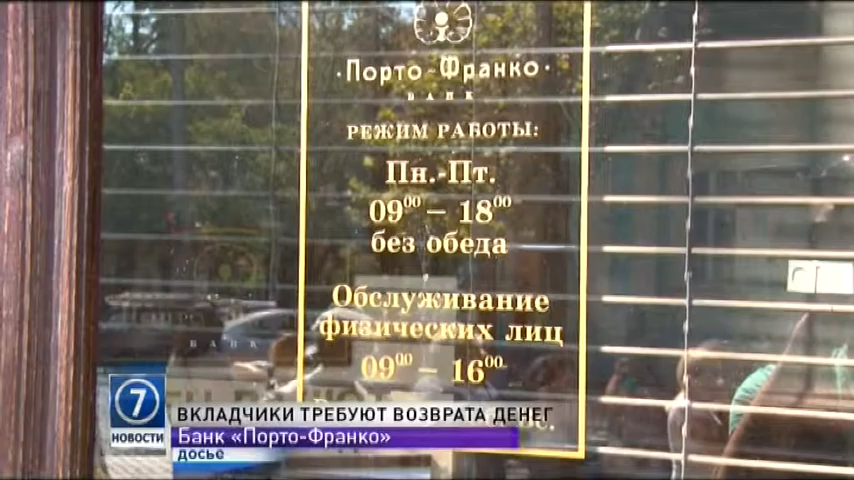 ·Порто-Франко·
БАНК
РЕЖИМ РАБОТЫ:
Пн.-Пт.
09⁰⁰ – 18⁰⁰
без обеда
Обслуживание
физических лиц
09⁰⁰ – 16⁰⁰
7
НОВОСТИ
ВКЛАДЧИКИ ТРЕБУЮТ ВОЗВРАТА ДЕНЕГ
Банк «Порто-Франко»
досье